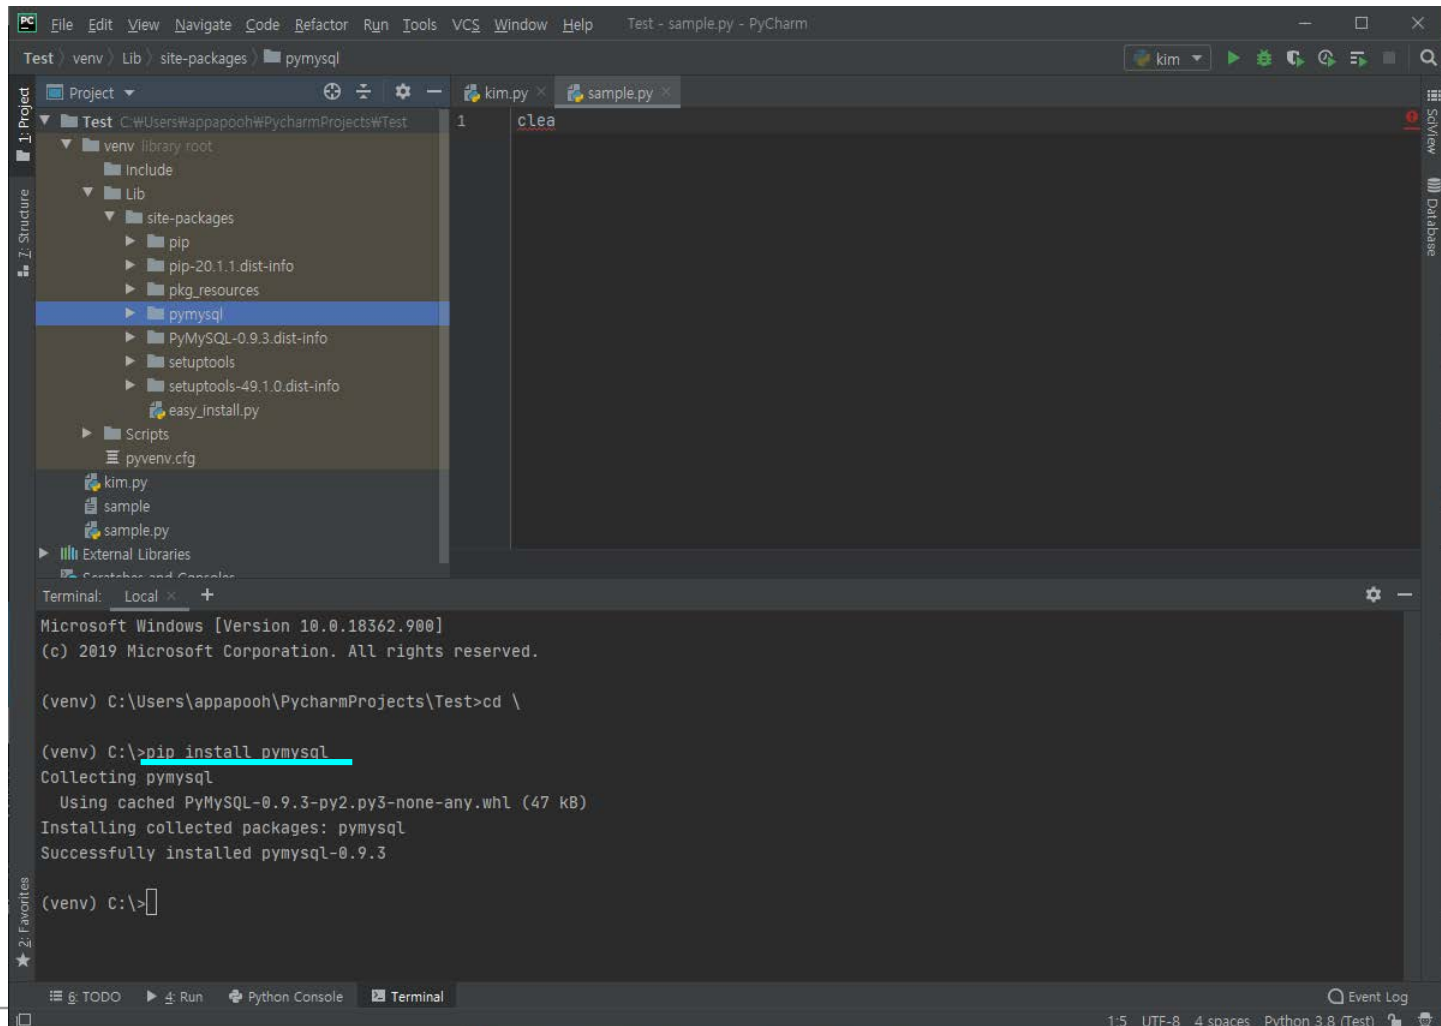 PC File Edit View Navigate Code Refactor Run Tools VCS Window Help Test - sample.py - PyCharm
Test venv Lib site-packages pymysql kim
1: Project
Project
kim.py
sample.py
Test C:₩Users₩appapooh₩PycharmProjects₩Test
venv library root
Include
Lib
site-packages
pip
pip-20.1.1.dist-info
pkg_resources
pymysql
PyMySQL-0.9.3.dist-info
setuptools
setuptools-49.1.0.dist-info
easy_install.py
Scripts
pyvenv.cfg
kim.py
sample
sample.py
External Libraries
Scratches and Consoles
1 clea
SciView
Database
7: Structure
Terminal: Local +
Microsoft Windows [Version 10.0.18362.900]
(c) 2019 Microsoft Corporation. All rights reserved.
(venv) C:\Users\appapooh\PycharmProjects\Test>cd \
(venv) C:\>pip install pymysql
Collecting pymysql
Using cached PyMySQL-0.9.3-py2.py3-none-any.whl (47 kB)
Installing collected packages: pymysql
Successfully installed pymysql-0.9.3
(venv) C:\>
2: Favorites
6: TODO 4: Run Python Console Terminal Event Log
1:5 UTF-8 4 spaces Python 3.8 (Test)